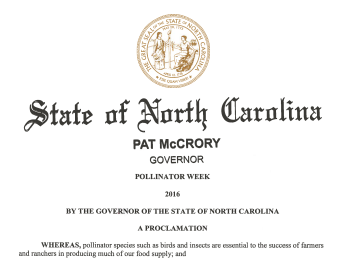 THE GREAT SEAL OF THE STATE OF NORTH CAROLINA
State of North Carolina
PAT McCRORY
GOVERNOR
POLLINATOR WEEK
2016
BY THE GOVERNOR OF THE STATE OF NORTH CAROLINA
A PROCLAMATION
WHEREAS, pollinator species such as birds and insects are essential to the success of farmers
and ranchers in producing much of our food supply; and